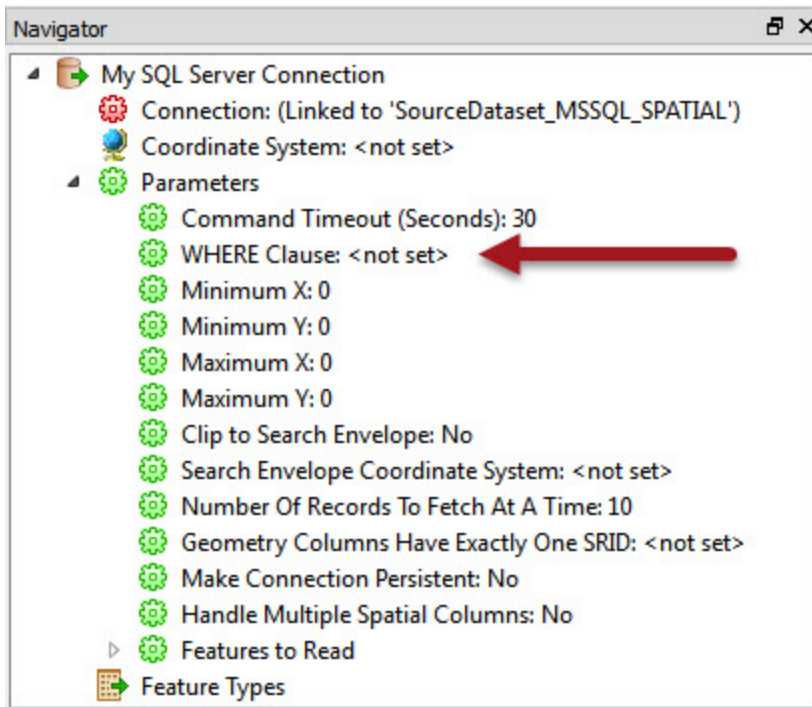 Navigator
My SQL Server Connection
Connection: (Linked to 'SourceDataset_MSSQL_SPATIAL')
Coordinate System: <not set>
Parameters
Command Timeout (Seconds): 30
WHERE Clause: <not set>
Minimum X: 0
Minimum Y: 0
Maximum X: 0
Maximum Y: 0
Clip to Search Envelope: No
Search Envelope Coordinate System: <not set>
Number Of Records To Fetch At A Time: 10
Geometry Columns Have Exactly One SRID: <not set>
Make Connection Persistent: No
Handle Multiple Spatial Columns: No
Features to Read
Feature Types